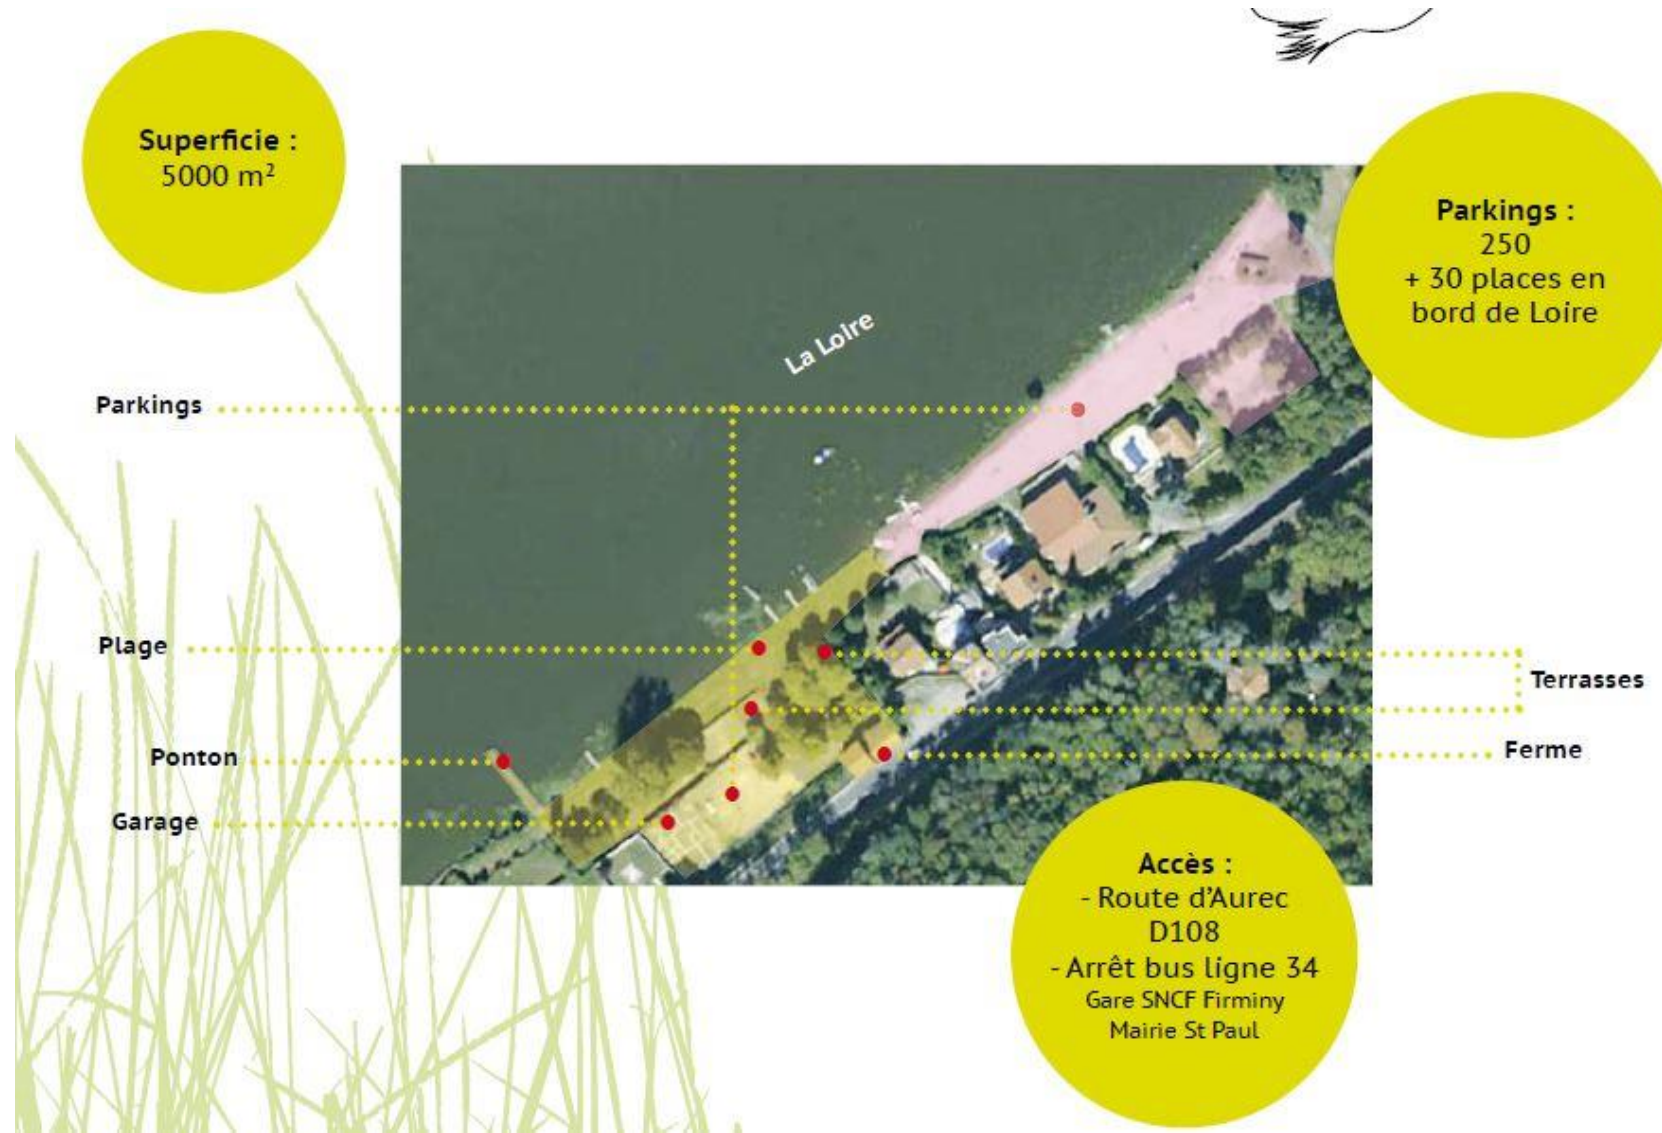 Superficie :
5000 m²
Parkings :
250
+ 30 places en
bord de Loire
La Loire
Parkings
Plage
Terrasses
Ponton
Ferme
Garage
Accès :
- Route d'Aurec
D108
- Arrêt bus ligne 34
Gare SNCF Firminy
Mairie St Paul